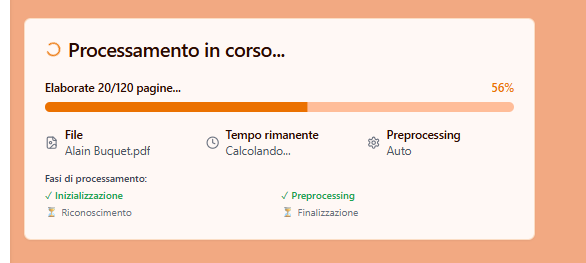 Processamento in corso...
Elaborate 20/120 pagine... 56%
File
Alain Buquet.pdf
Tempo rimanente
Calcolando...
Preprocessing
Auto
Fasi di processamento:
✓ Inizializzazione
✓ Preprocessing
⏳ Riconoscimento
⏳ Finalizzazione